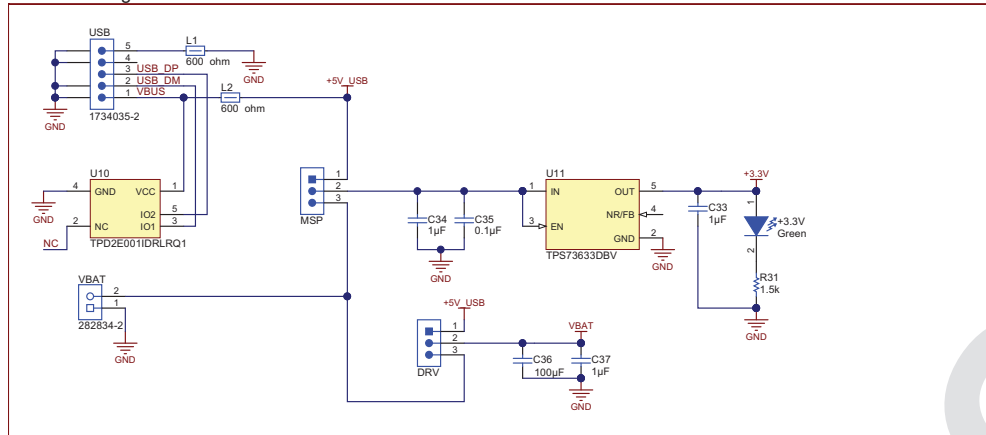 USB
5
4
3 USB_DP
2 USB_DM
1 VBUS
1734035-2
GND
L1
600 ohm
GND
L2
600 ohm
+5V_USB
U10
4 GND VCC 1
IO2 5
2 NC IO1 3
TPD2E001IDRLRQ1
GND
NC
MSP
1
2
3
C34
1µF
C35
0.1µF
GND
U11
1 IN OUT 5
NR/FB 4
3 EN
GND 2
TPS73633DBV
GND
C33
1µF
+3.3V
1
+3.3V
Green
2
R31
1.5k
GND
VBAT
2
1
282834-2
GND
+5V_USB
1
2
3
DRV
VBAT
C36
100µF
C37
1µF
GND